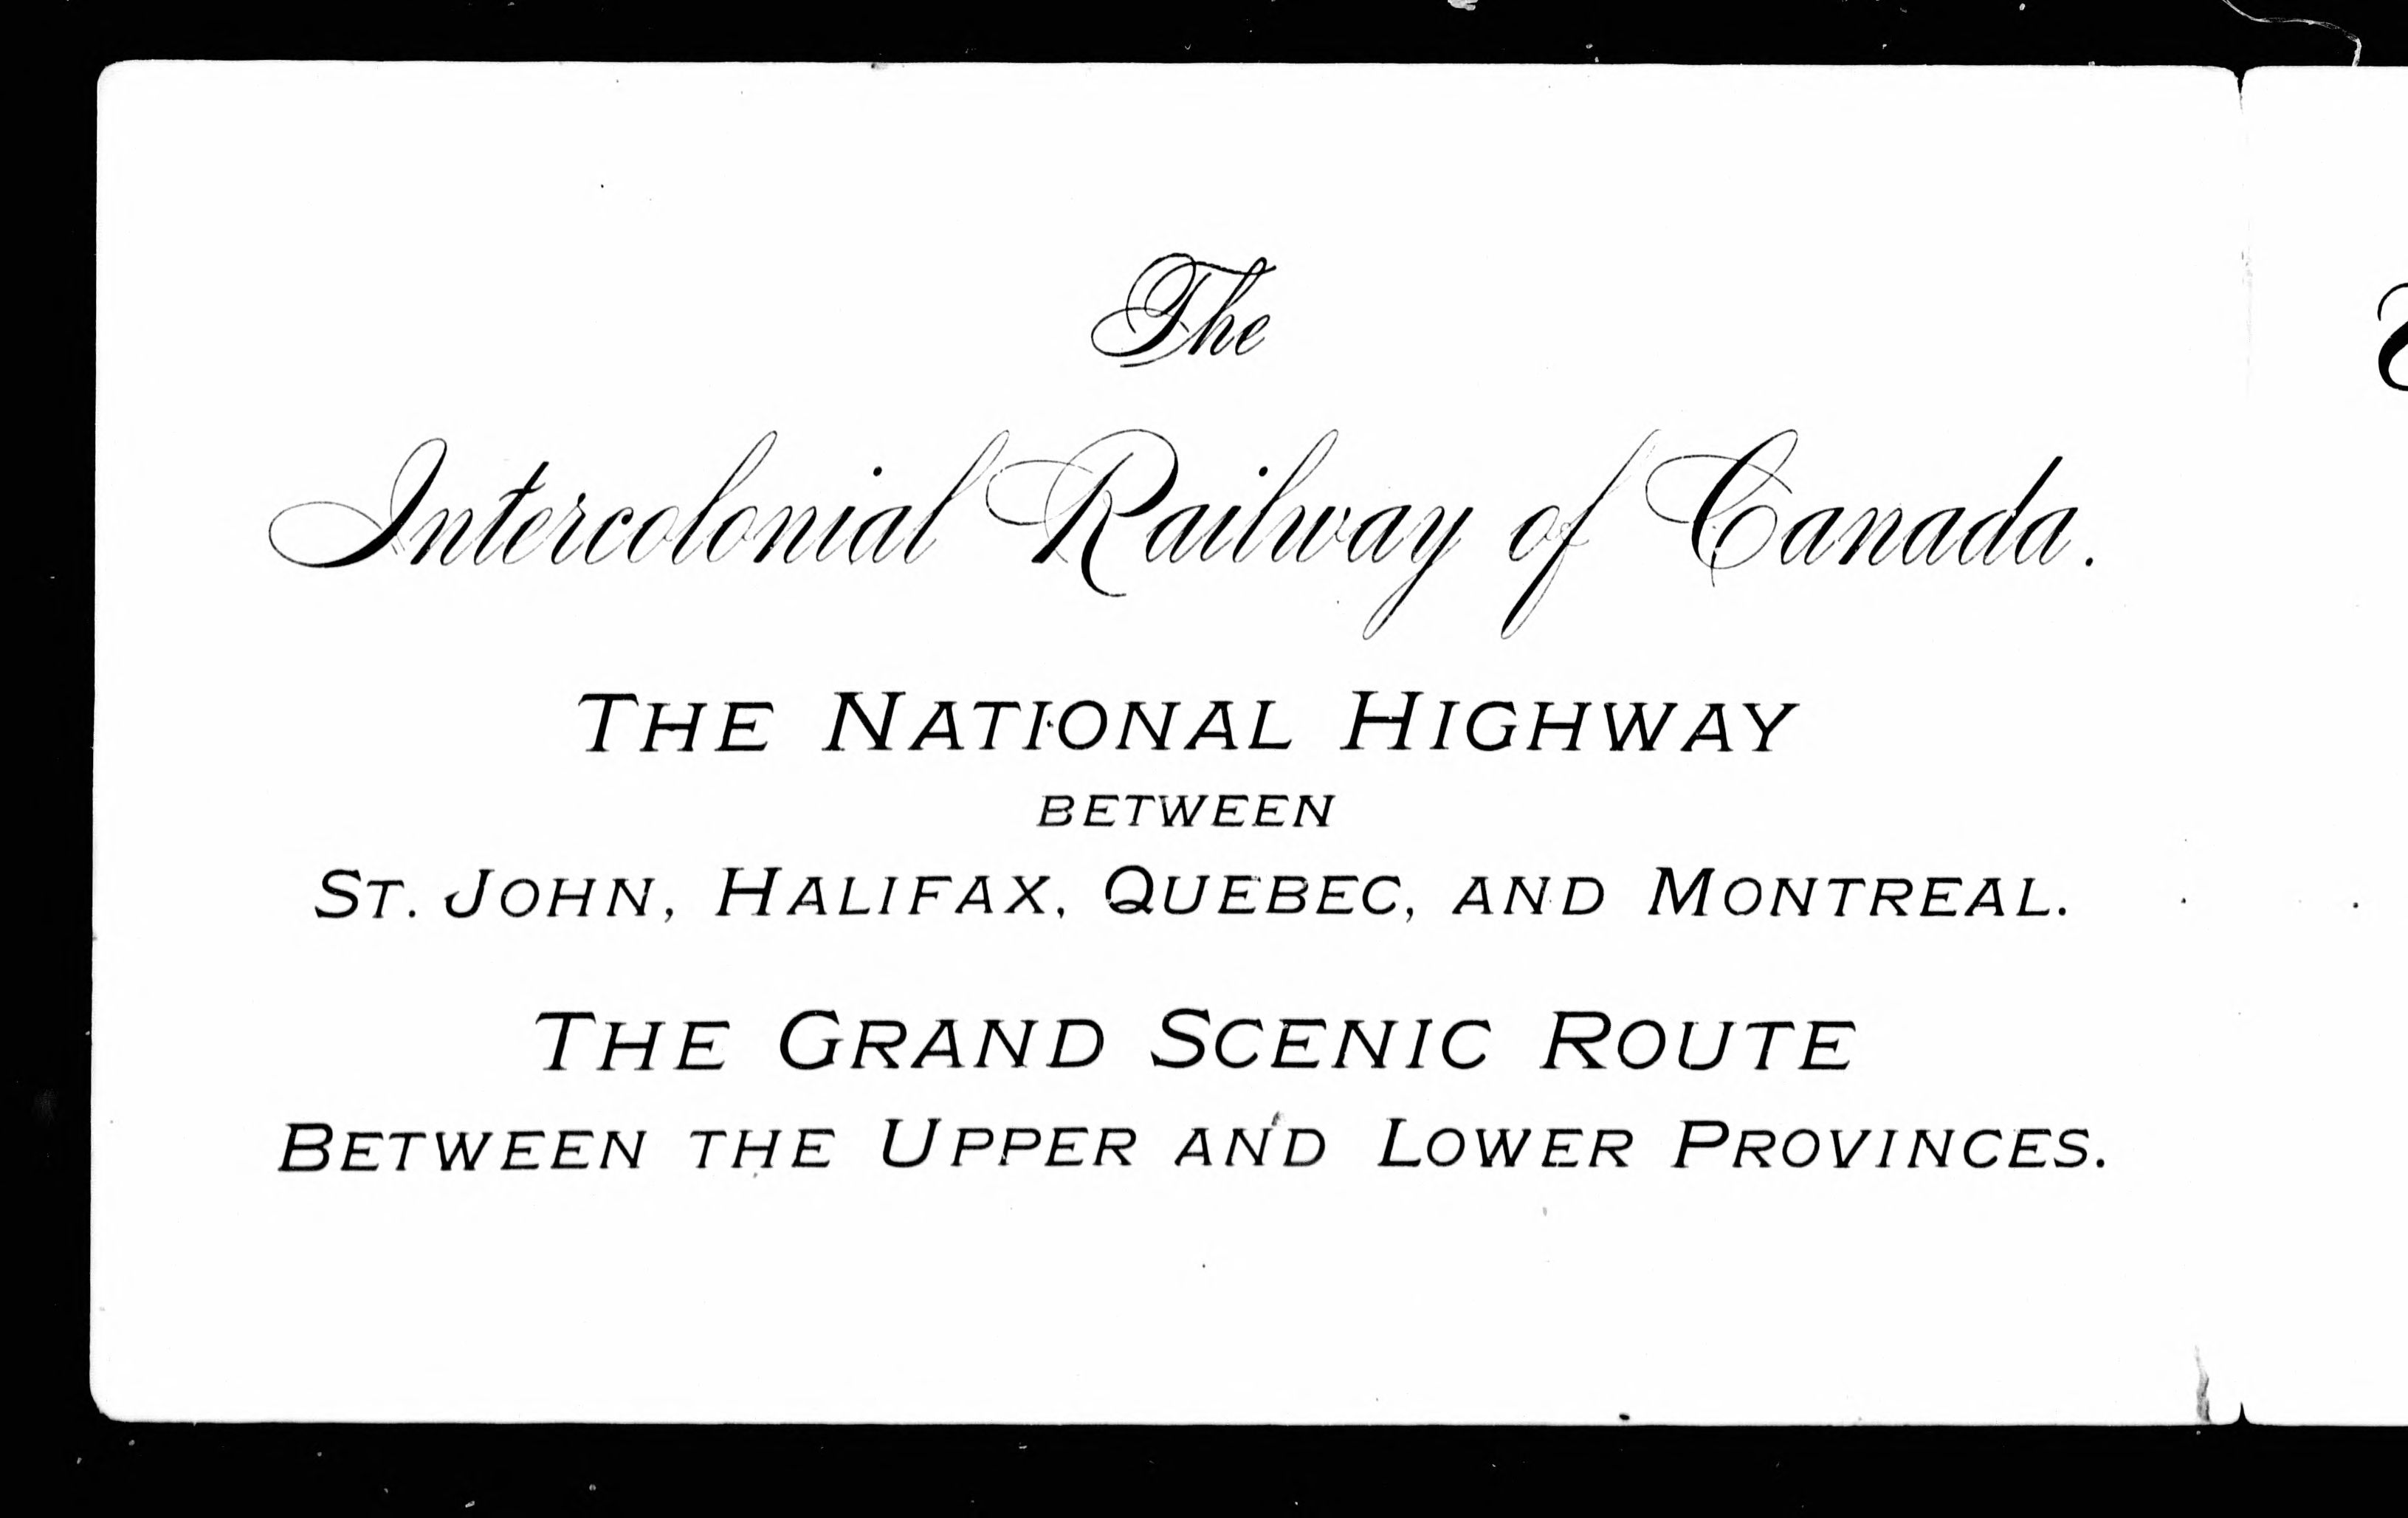 The
Intercolonial Railway of Canada.
THE NATIONAL HIGHWAY
BETWEEN
ST. JOHN, HALIFAX, QUEBEC, AND MONTREAL.
THE GRAND SCENIC ROUTE
BETWEEN THE UPPER AND LOWER PROVINCES.